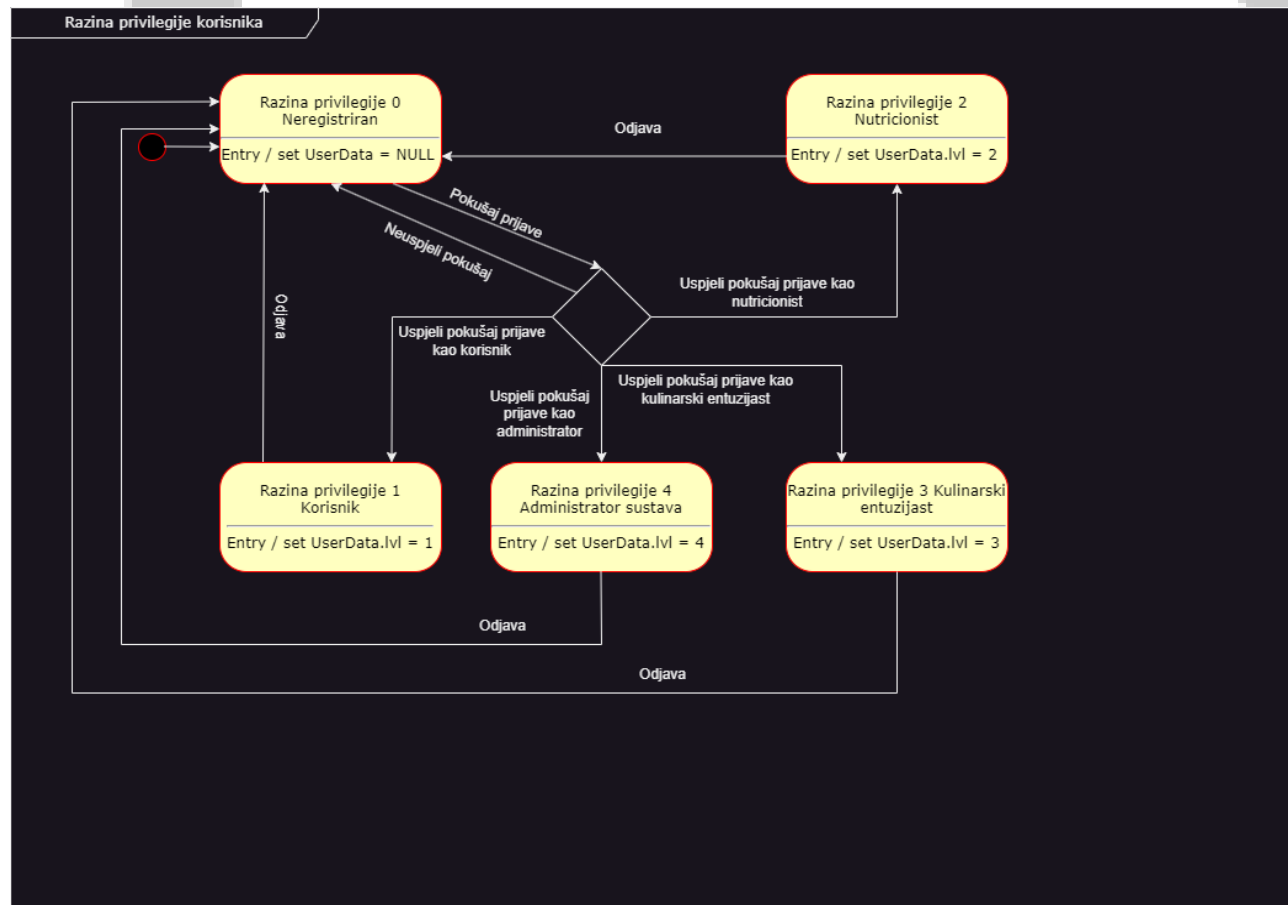 Razina privilegije korisnika
Razina privilegije 0
Neregistriran
Entry / set UserData = NULL
Razina privilegije 2
Nutricionist
Entry / set UserData.lvl = 2
Odjava
Pokušaj prijave
Neuspjeli pokušaj
Uspjeli pokušaj prijave kao
nutricionist
Odjava
Uspjeli pokušaj prijave
kao korisnik
Uspjeli pokušaj
prijave kao
administrator
Uspjeli pokušaj prijave kao
kulinarski entuzijast
Razina privilegije 1
Korisnik
Entry / set UserData.lvl = 1
Razina privilegije 4
Administrator sustava
Entry / set UserData.lvl = 4
Razina privilegije 3 Kulinarski
entuzijast
Entry / set UserData.lvl = 3
Odjava
Odjava